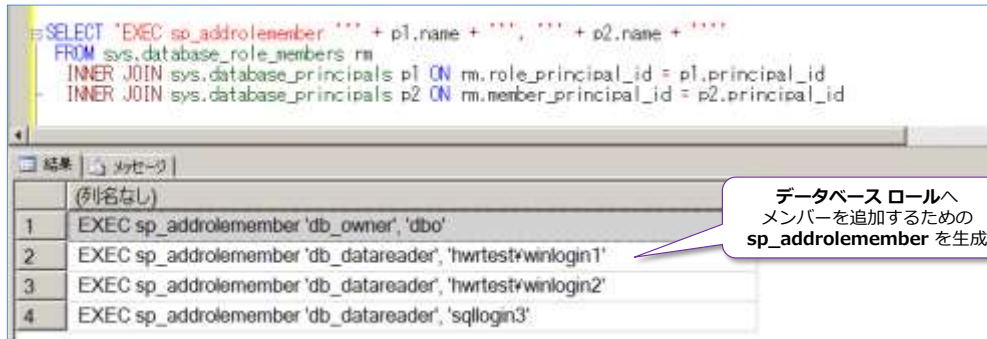 SELECT 'EXEC sp_addrolemember ''' + p1.name + ''', ''' + p2.name + ''''
FROM sys.database_role_members rm
INNER JOIN sys.database_principals p1 ON rm.role_principal_id = p1.principal_id
INNER JOIN sys.database_principals p2 ON rm.member_principal_id = p2.principal_id
結果 メッセージ
(列名なし)
1 EXEC sp_addrolemember 'db_owner', 'dbo'
2 EXEC sp_addrolemember 'db_datareader', 'hwrtest¥winlogin1'
3 EXEC sp_addrolemember 'db_datareader', 'hwrtest¥winlogin2'
4 EXEC sp_addrolemember 'db_datareader', 'sqllogin3'
データベース ロールへ
メンバーを追加するための
sp_addrolemember を生成